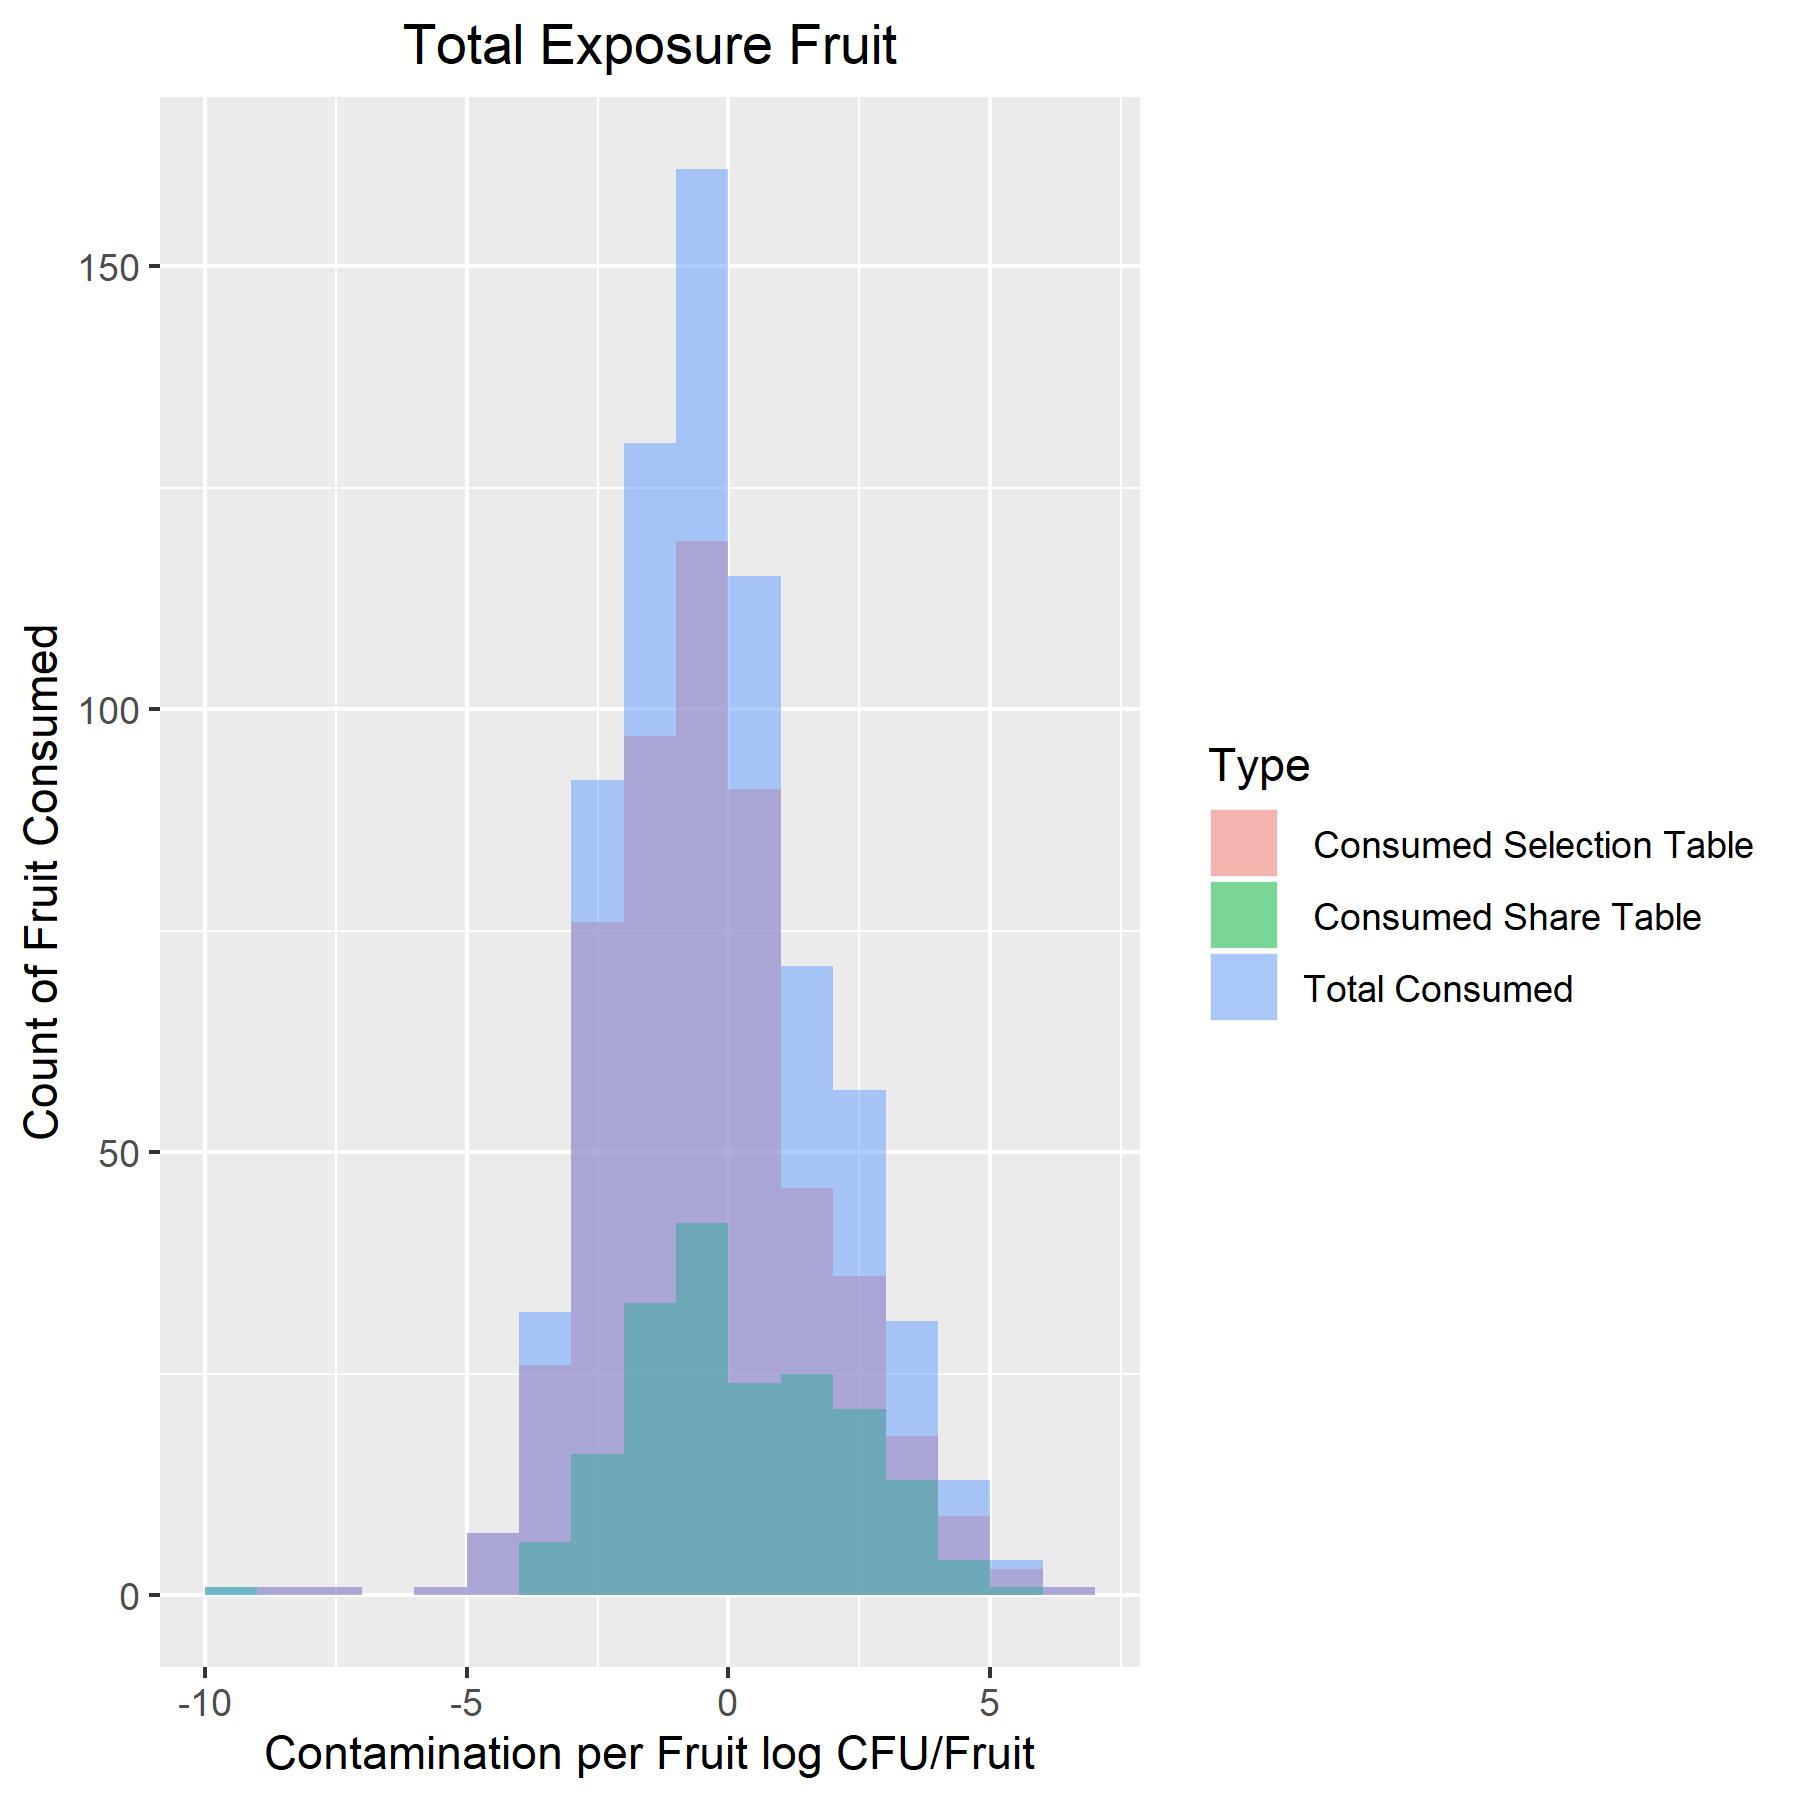 Total Exposure Fruit
150
100
50
0
Count of Fruit Consumed
-10
-5
0
5
Contamination per Fruit log CFU/Fruit
Type
Consumed Selection Table
Consumed Share Table
Total Consumed